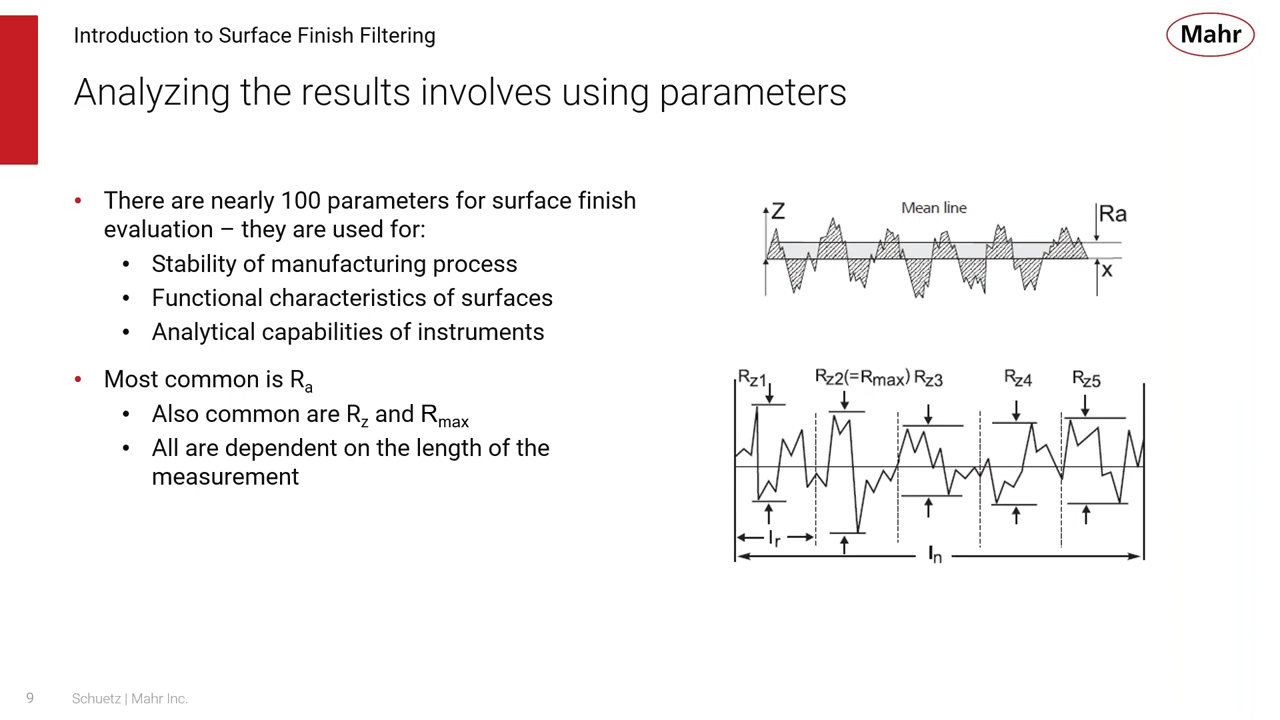 Introduction to Surface Finish Filtering
Mahr
Analyzing the results involves using parameters
• There are nearly 100 parameters for surface finish
evaluation – they are used for:
• Stability of manufacturing process
• Functional characteristics of surfaces
• Analytical capabilities of instruments
• Most common is Ra
• Also common are Rz and Rmax
• All are dependent on the length of the
measurement
Z
Mean line
Ra
x
Rz1
Rz2(=Rmax)
Rz3
Rz4
Rz5
lr
ln
9
Schuetz | Mahr Inc.